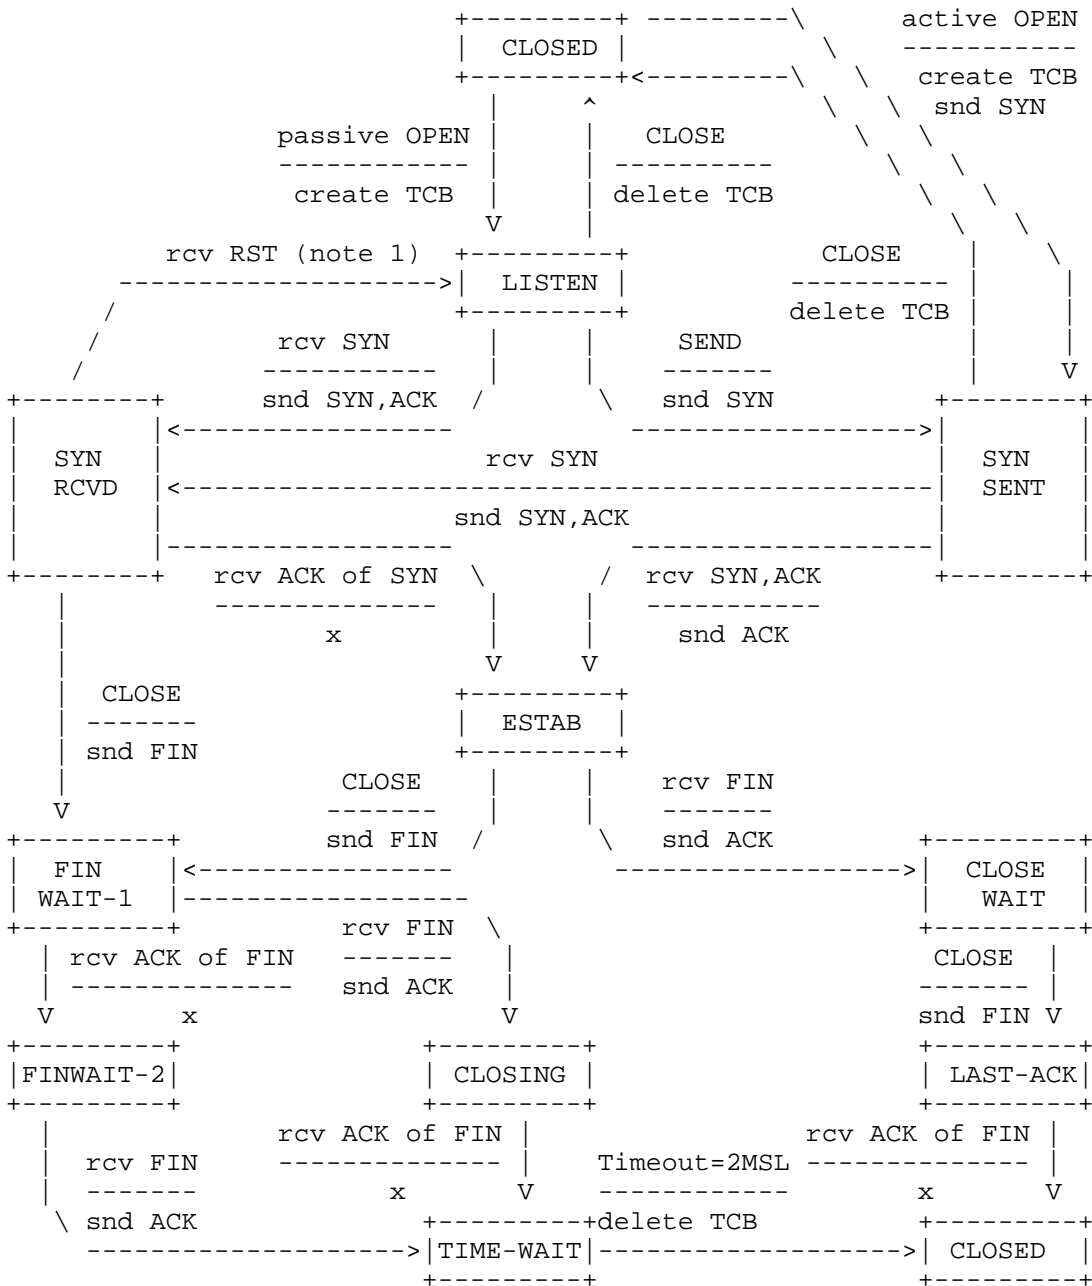 +---------+ ---------\      active OPEN
|  CLOSED |            \    -----------
+---------+<---------\   \   create TCB
|     ^              \   \  snd SYN
passive OPEN |     |   CLOSE        \   \
------------ |     | ----------       \   \
create TCB  |     | delete TCB         \   \
V     |                      \   \
rcv RST (note 1)  +---------+            CLOSE    |    \
-------------------->|  LISTEN |          ---------- |     |
/                     +---------+          delete TCB |     |
/           rcv SYN      |     |     SEND              |     |
/           -----------   |     |    -------            |     V
+--------+      snd SYN,ACK  /       \   snd SYN          +--------+
|        |<-----------------           ------------------>|        |
|  SYN   |                    rcv SYN                     |  SYN   |
|  RCVD  |<-----------------------------------------------|  SENT  |
|        |                  snd SYN,ACK                   |        |
|        |------------------           -------------------|        |
+--------+   rcv ACK of SYN  \       /  rcv SYN,ACK       +--------+
|         --------------   |     |   -----------
|                x         |     |     snd ACK
|                          V     V
|  CLOSE                 +---------+
| -------                |  ESTAB  |
| snd FIN                +---------+
|                 CLOSE    |     |    rcv FIN
V                -------   |     |    -------
+---------+         snd FIN  /       \   snd ACK         +---------+
|  FIN    |<----------------          ------------------>|  CLOSE  |
| WAIT-1  |------------------                            |   WAIT  |
+---------+          rcv FIN  \                          +---------+
| rcv ACK of FIN   -------   |                          CLOSE  |
| --------------   snd ACK   |                         ------- |
V        x                   V                         snd FIN V
+---------+               +---------+                    +---------+
|FINWAIT-2|               | CLOSING |                    | LAST-ACK|
+---------+               +---------+                    +---------+
|              rcv ACK of FIN |                 rcv ACK of FIN |
|  rcv FIN     -------------- |    Timeout=2MSL -------------- |
|  -------            x       V    ------------        x       V
\ snd ACK              +---------+delete TCB          +---------+
-------------------->|TIME-WAIT|------------------->| CLOSED  |
+---------+                    +---------+